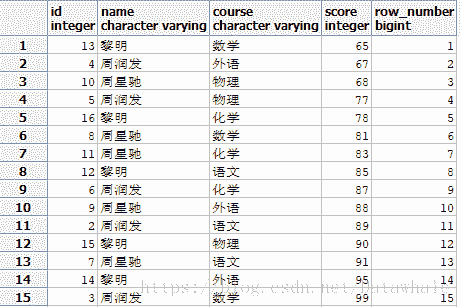 id integer name character varying course character varying score integer row_number bigint
1 13 黎明 数学 65 1
2 4 周润发 外语 67 2
3 10 周星驰 物理 68 3
4 5 周润发 物理 77 4
5 16 黎明 化学 78 5
6 8 周星驰 数学 81 6
7 11 周星驰 化学 83 7
8 12 黎明 语文 85 8
9 6 周润发 化学 87 9
10 9 周星驰 外语 88 10
11 2 周润发 语文 89 11
12 15 黎明 物理 90 12
13 7 周星驰 语文 91 13
14 14 黎明 外语 95 14
15 3 周润发 数学 99 15